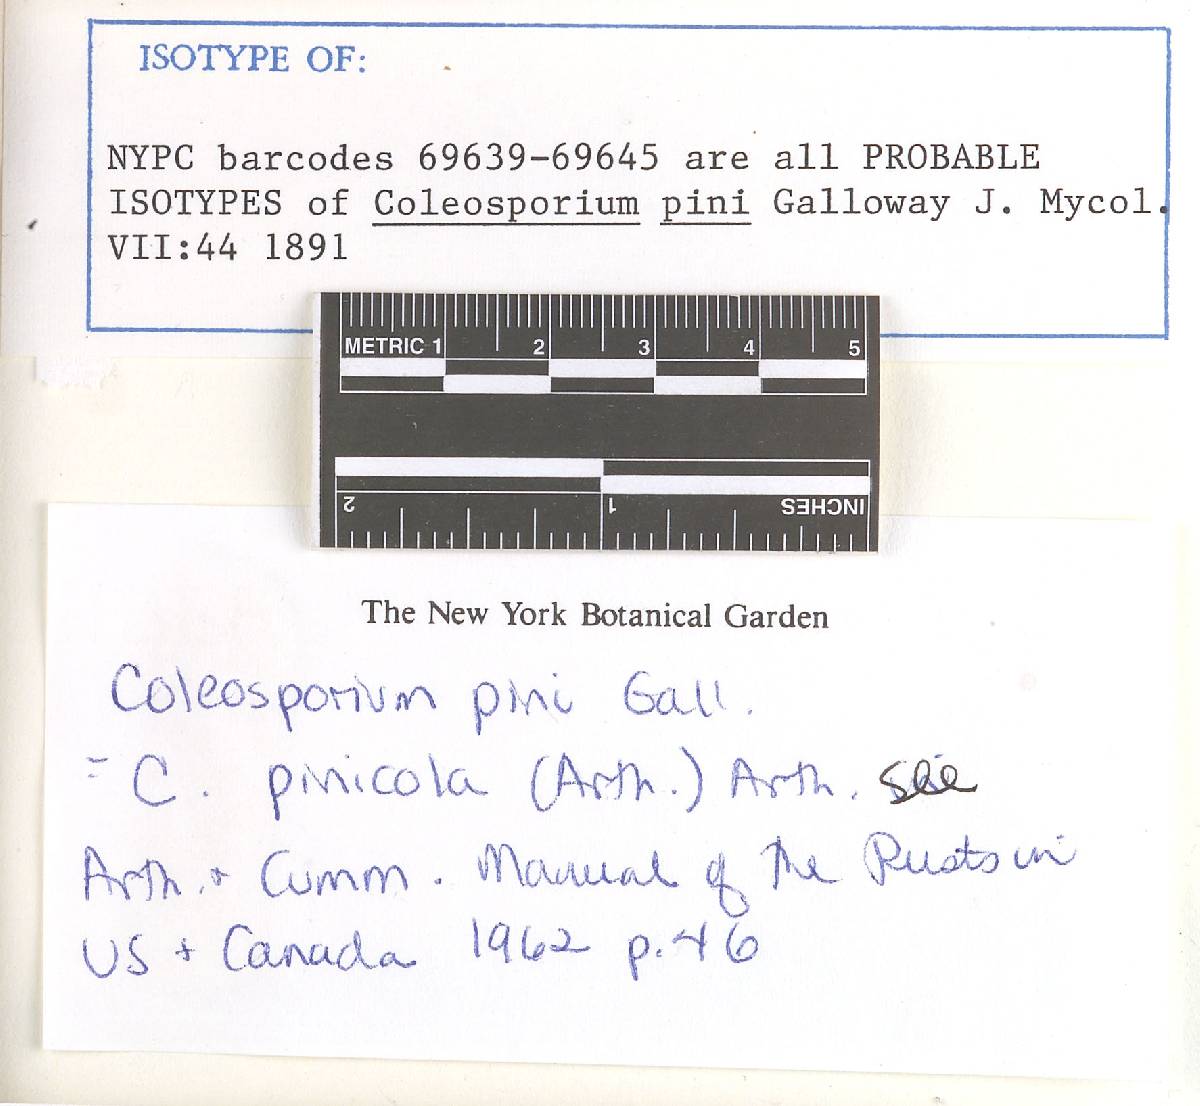 ISOTYPE OF:
NYPC barcodes 69639-69645 are all PROBABLE
ISOTYPES of Coleosporium pini Galloway J. Mycol.
VII:44 1891
METRIC 1 2 3 4 5
2 1 INCHES
The New York Botanical Garden
Coleosporium pini Gall.
= C. pinicola (Arth.) Arth. see
Arth. + Cumm. Manual of the Rusts in
US + Canada 1962 p. 46